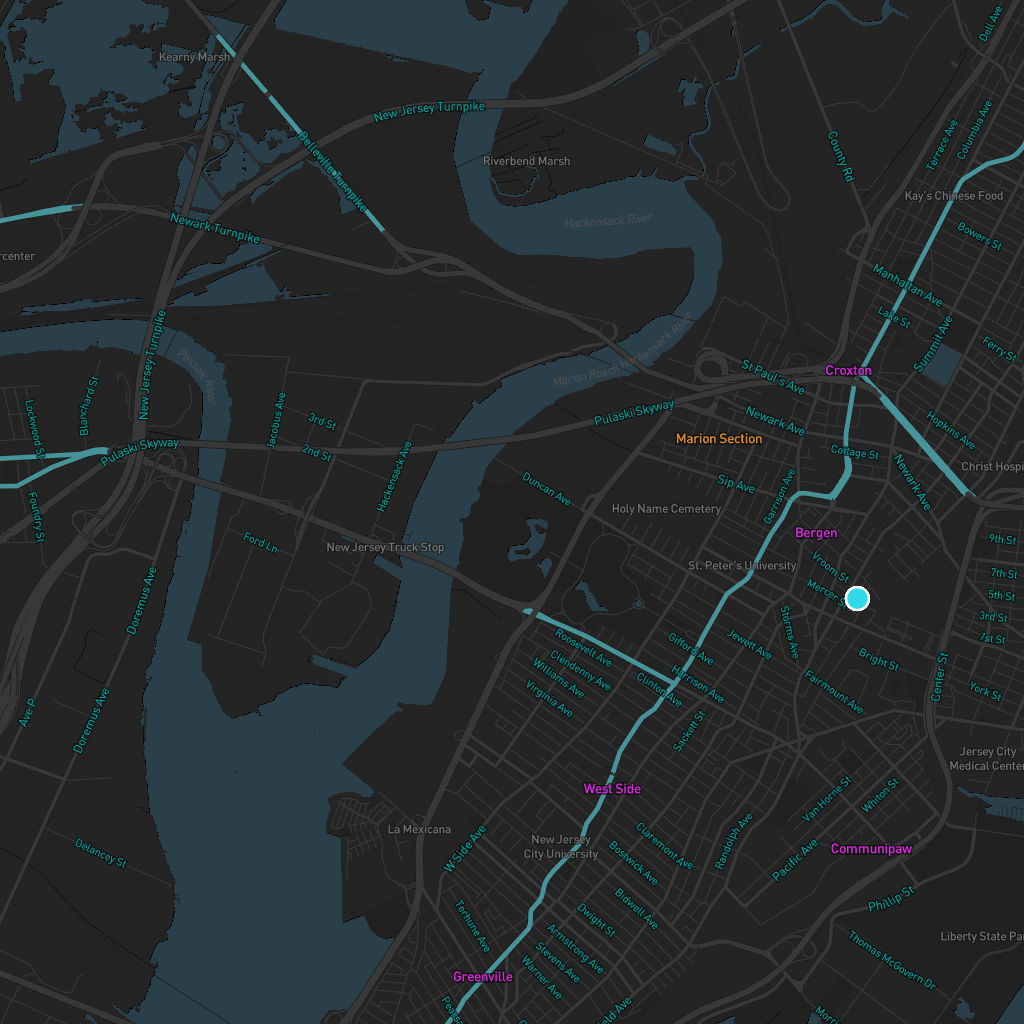 Kearny Marsh
Dell Ave
New Jersey Turnpike
Belleville Turnpike
Terrace Ave
Columbia Ave
County Rd
Riverbend Marsh
Kay's Chinese Food
Hackensack River
Newark Turnpike
Bowers St
rcenter
Manhattan Ave
Lake St
Summit Ave
Ferry St
New Jersey Turnpike
Passaic River
Marion Reach Hackensack River
St Paul's Ave
Croxton
Lockwood St
Blanchard St
Jacobus Ave
3rd St
2nd St
Pulaski Skyway
Pulaski Skyway
Newark Ave
Marion Section
Hopkins Ave
Cottage St
Christ Hospi
Hackensack Ave
Duncan Ave
Sip Ave
Garrison Ave
Newark Ave
Foundry St
Holy Name Cemetery
Bergen
9th St
Ford Ln
New Jersey Truck Stop
St. Peter's University
Vroom St
7th St
Mercer St
5th St
Doremus Ave
3rd St
Storms Ave
1st St
Roosevelt Ave
Gifford Ave
Jewett Ave
Clendenny Ave
Bright St
Williams Ave
Clinton Ave
Harrison Ave
Fairmount Ave
Center St
York St
Virginia Ave
Ave P
Doremus Ave
Sackett St
Jersey City
Medical Center
West Side
Van Horne St
Whiton St
La Mexicana
W Side Ave
New Jersey
City University
Claremont Ave
Randolph Ave
Communipaw
Delancey St
Bostwick Ave
Pacific Ave
Bidwell Ave
Phillip St
Terhune Ave
Dwight St
Liberty State Pa
Armstrong Ave
Stevens Ave
Thomas McGovern Dr
Greenville
Warner Ave